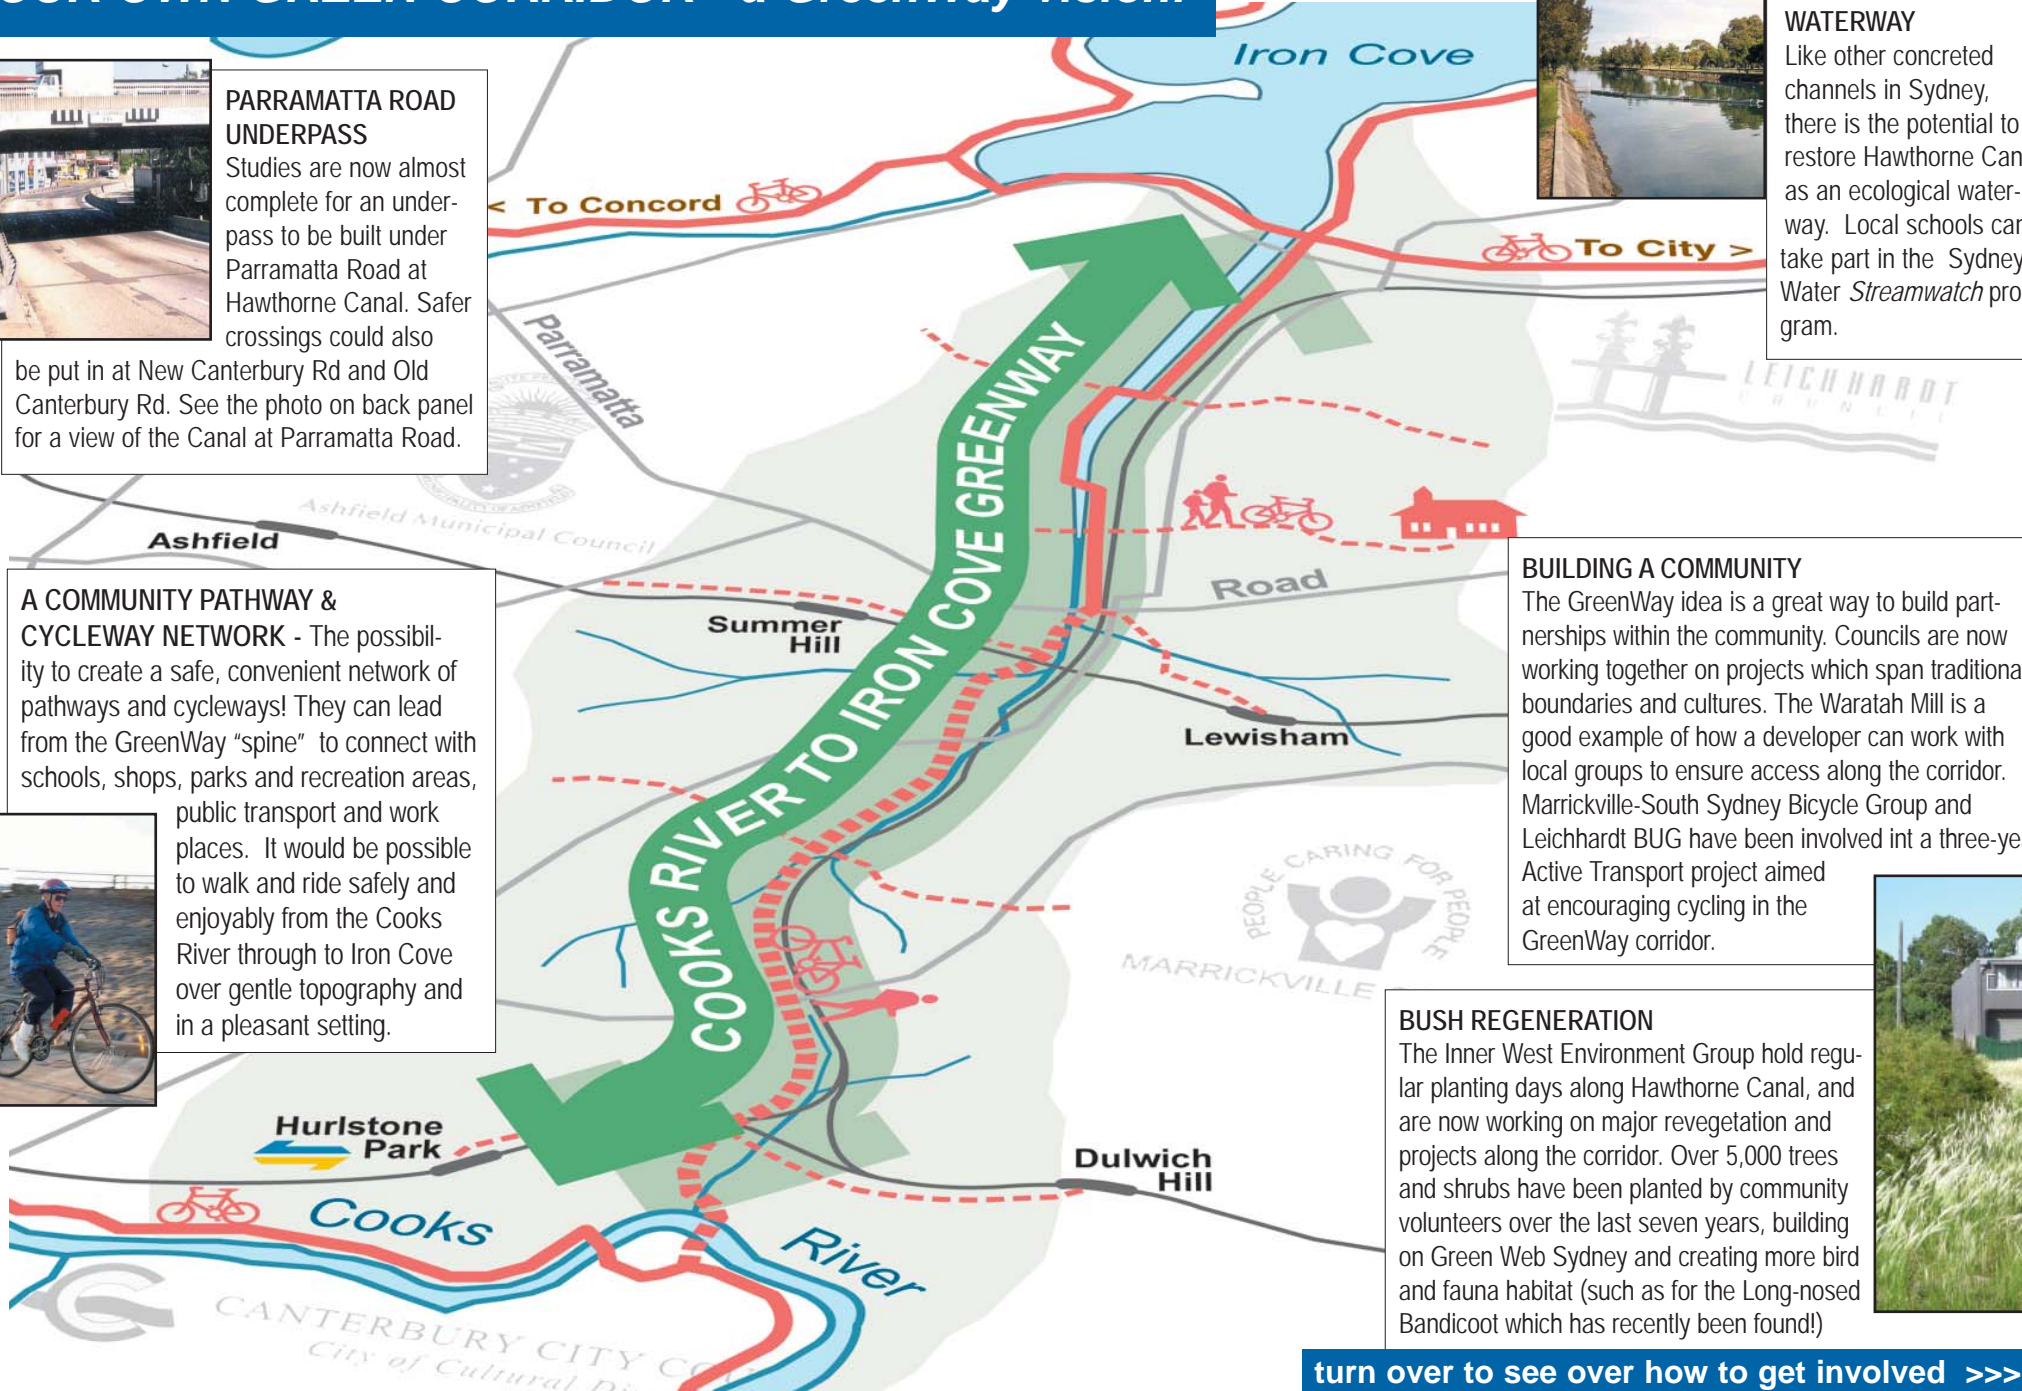 OUR OWN GREEN CORRIDOR - a GreenWay vision!
PARRAMATTA ROAD
UNDERPASS
Studies are now almost
complete for an under-
pass to be built under
Parramatta Road at
Hawthorne Canal. Safer
crossings could also
be put in at New Canterbury Rd and Old
Canterbury Rd. See the photo on back panel
for a view of the Canal at Parramatta Road.
A COMMUNITY PATHWAY &
CYCLEWAY NETWORK - The possibil-
ity to create a safe, convenient network of
pathways and cycleways! They can lead
from the GreenWay “spine” to connect with
schools, shops, parks and recreation areas,
public transport and work
places. It would be possible
to walk and ride safely and
enjoyably from the Cooks
River through to Iron Cove
over gentle topography and
in a pleasant setting.
Iron Cove
< To Concord
To City >
Parramatta
Road
COOKS RIVER TO IRON COVE GREENWAY
Ashfield
Ashfield Municipal Council
Summer
Hill
Lewisham
LEICHHARDT
COUNCIL
PEOPLE CARING FOR PEOPLE
MARRICKVILLE
Hurlstone
Park
Dulwich
Hill
Cooks
River
CANTERBURY CITY CO
City of Cultural Di
WATERWAY
Like other concreted
channels in Sydney,
there is the potential to
restore Hawthorne Can
as an ecological water-
way. Local schools can
take part in the Sydney
Water Streamwatch pro
gram.
BUILDING A COMMUNITY
The GreenWay idea is a great way to build part-
nerships within the community. Councils are now
working together on projects which span traditiona
boundaries and cultures. The Waratah Mill is a
good example of how a developer can work with
local groups to ensure access along the corridor.
Marrickville-South Sydney Bicycle Group and
Leichhardt BUG have been involved int a three-ye
Active Transport project aimed
at encouraging cycling in the
GreenWay corridor.
BUSH REGENERATION
The Inner West Environment Group hold regu-
lar planting days along Hawthorne Canal, and
are now working on major revegetation and
projects along the corridor. Over 5,000 trees
and shrubs have been planted by community
volunteers over the last seven years, building
on Green Web Sydney and creating more bird
and fauna habitat (such as for the Long-nosed
Bandicoot which has recently been found!)
turn over to see over how to get involved >>>